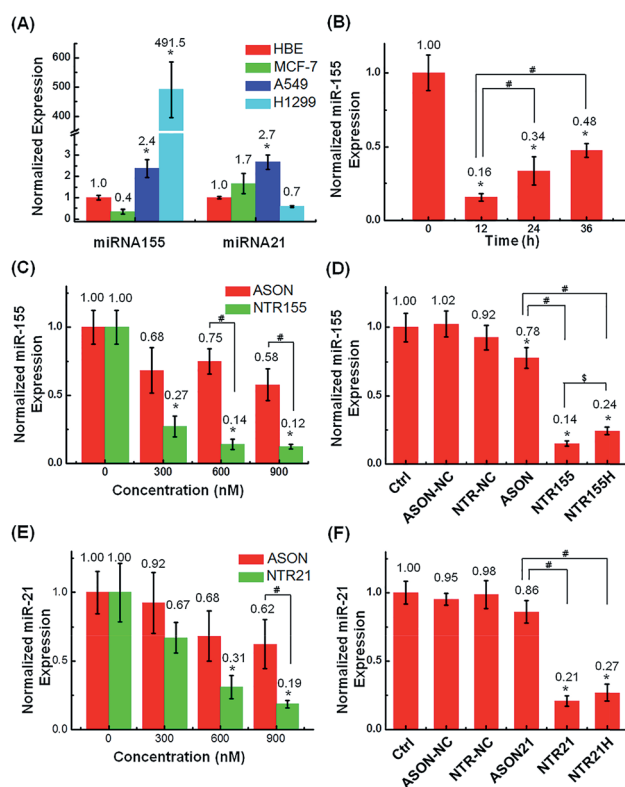 (A)
Normalized Expression
600
500
400
300
3
2
1
0
491.5
*
HBE
MCF-7
A549
H1299
1.0
0.4
2.4
*
1.0
1.7
2.7
*
0.7
miRNA155
miRNA21
(B)
Normalized miR-155
Expression
1.0
0.5
0.0
1.00
0.16
*
0.34
*
0.48
*
#
#
0
12
24
36
Time (h)
(C)
Normalized miR-155
Expression
1.0
0.5
0.0
1.00
1.00
0.68
0.27
*
0.75
0.14
*
#
0.58
0.12
*
#
ASON
NTR155
0
300
600
900
Concentration (nM)
(D)
Normalized miR-155
Expression
1.0
0.5
0.0
1.00
1.02
0.92
0.78
*
0.14
*
0.24
*
#
#
$
Ctrl
ASON-NC
NTR-NC
ASON
NTR155
NTR155H
(E)
Normalized miR-21
Expression
1.0
0.5
0.0
1.00
1.00
0.92
0.67
0.68
0.31
*
0.62
0.19
*
#
ASON
NTR21
0
300
600
900
Concentration (nM)
(F)
Normalized miR-21
Expression
1.0
0.5
0.0
1.00
0.95
0.98
0.86
0.21
*
0.27
*
#
#
Ctrl
ASON-NC
NTR-NC
ASON21
NTR21
NTR21H